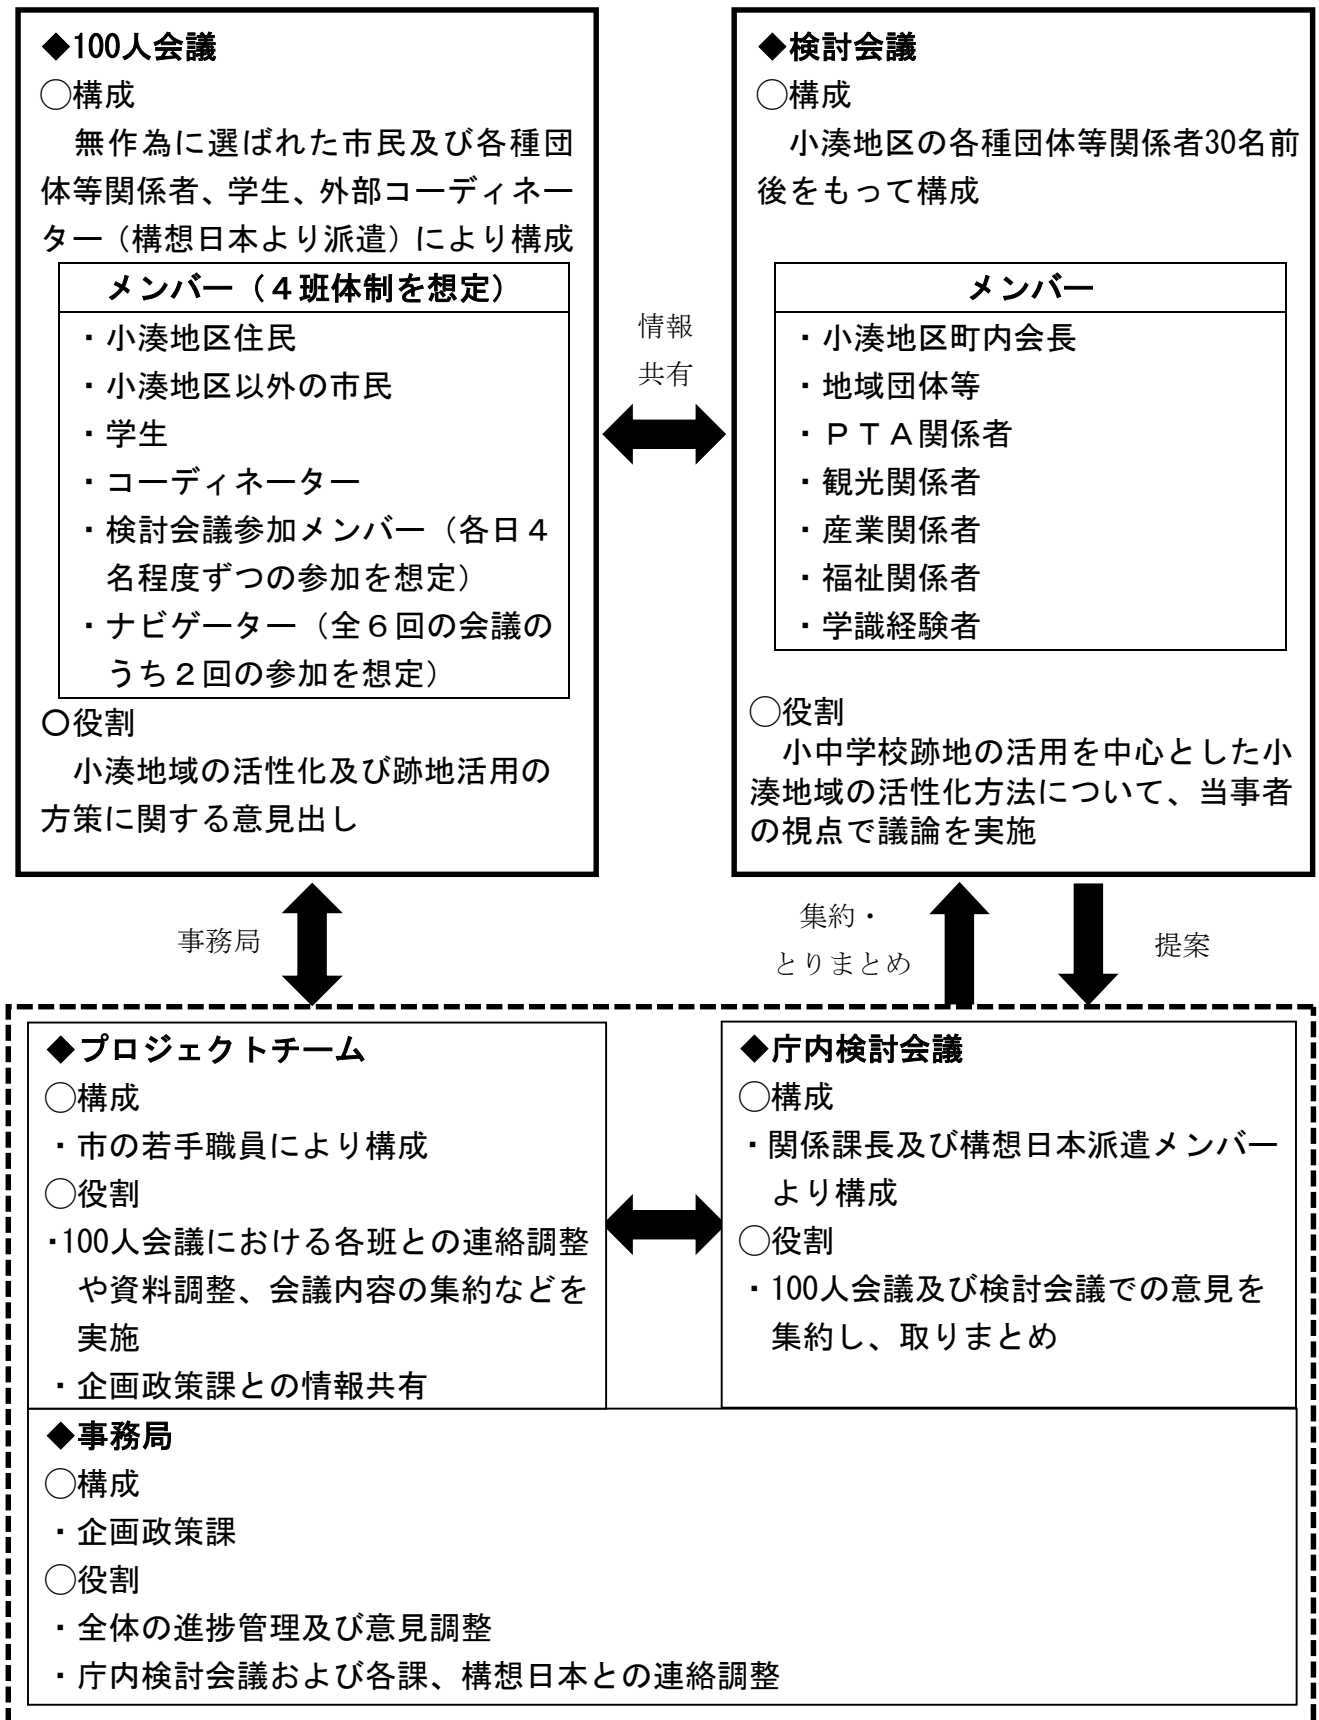 ◆100人会議
◯構成
無作為に選ばれた市民及び各種団
体等関係者、学生、外部コーディネー
ター（構想日本より派遣）により構成
メンバー（４班体制を想定）
・小湊地区住民
・小湊地区以外の市民
・学生
・コーディネーター
・検討会議参加メンバー（各日４
名程度ずつの参加を想定）
・ナビゲーター（全６回の会議の
うち２回の参加を想定）
〇役割
小湊地域の活性化及び跡地活用の
方策に関する意見出し
情報
共有
◆検討会議
◯構成
小湊地区の各種団体等関係者30名前
後をもって構成
メンバー
・小湊地区町内会長
・地域団体等
・ＰＴＡ関係者
・観光関係者
・産業関係者
・福祉関係者
・学識経験者
◯役割
小中学校跡地の活用を中心とした小
湊地域の活性化方法について、当事者
の視点で議論を実施
事務局
集約・
とりまとめ
提案
◆プロジェクトチーム
◯構成
・市の若手職員により構成
◯役割
・100人会議における各班との連絡調整
や資料調整、会議内容の集約などを
実施
・企画政策課との情報共有
◆庁内検討会議
◯構成
・関係課長及び構想日本派遣メンバー
より構成
◯役割
・100人会議及び検討会議での意見を
集約し、取りまとめ
◆事務局
◯構成
・企画政策課
◯役割
・全体の進捗管理及び意見調整
・庁内検討会議および各課、構想日本との連絡調整